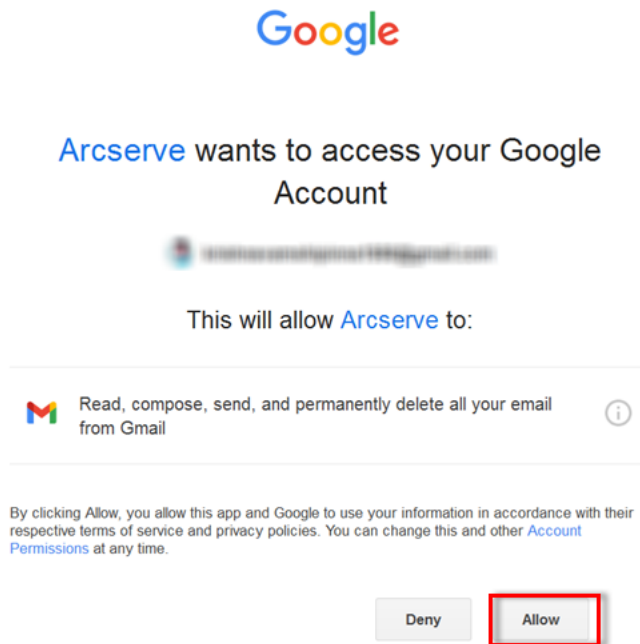 Google
Arcserve wants to access your Google
Account
This will allow Arcserve to:
Read, compose, send, and permanently delete all your email
from Gmail
By clicking Allow, you allow this app and Google to use your information in accordance with their
respective terms of service and privacy policies. You can change this and other Account
Permissions at any time.
Deny
Allow